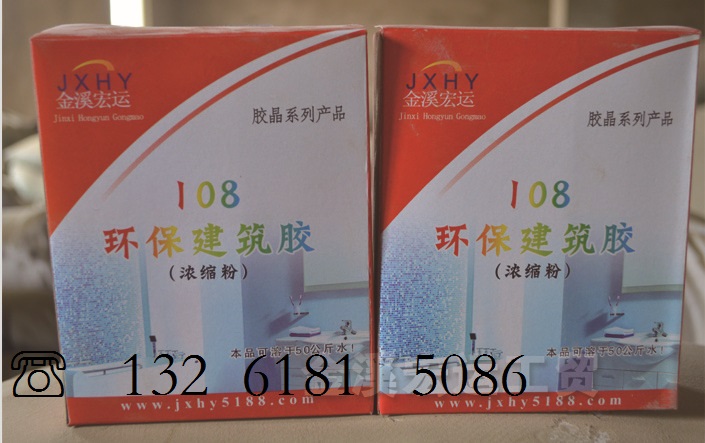 JXHY
金溪宏运
Jinxi Hongyun Gongmao
胶晶系列产品
108
环保建筑胶
(浓缩粉)
本品可溶于50公斤水!
www.jxhy5188.com
JXHY
金溪宏运
Jinxi Hongyun Gongmao
胶晶系列产品
108
环保建筑胶
(浓缩粉)
本品可溶于50公斤水!
www.jxhy5188.com
☏ 132 6181 5086